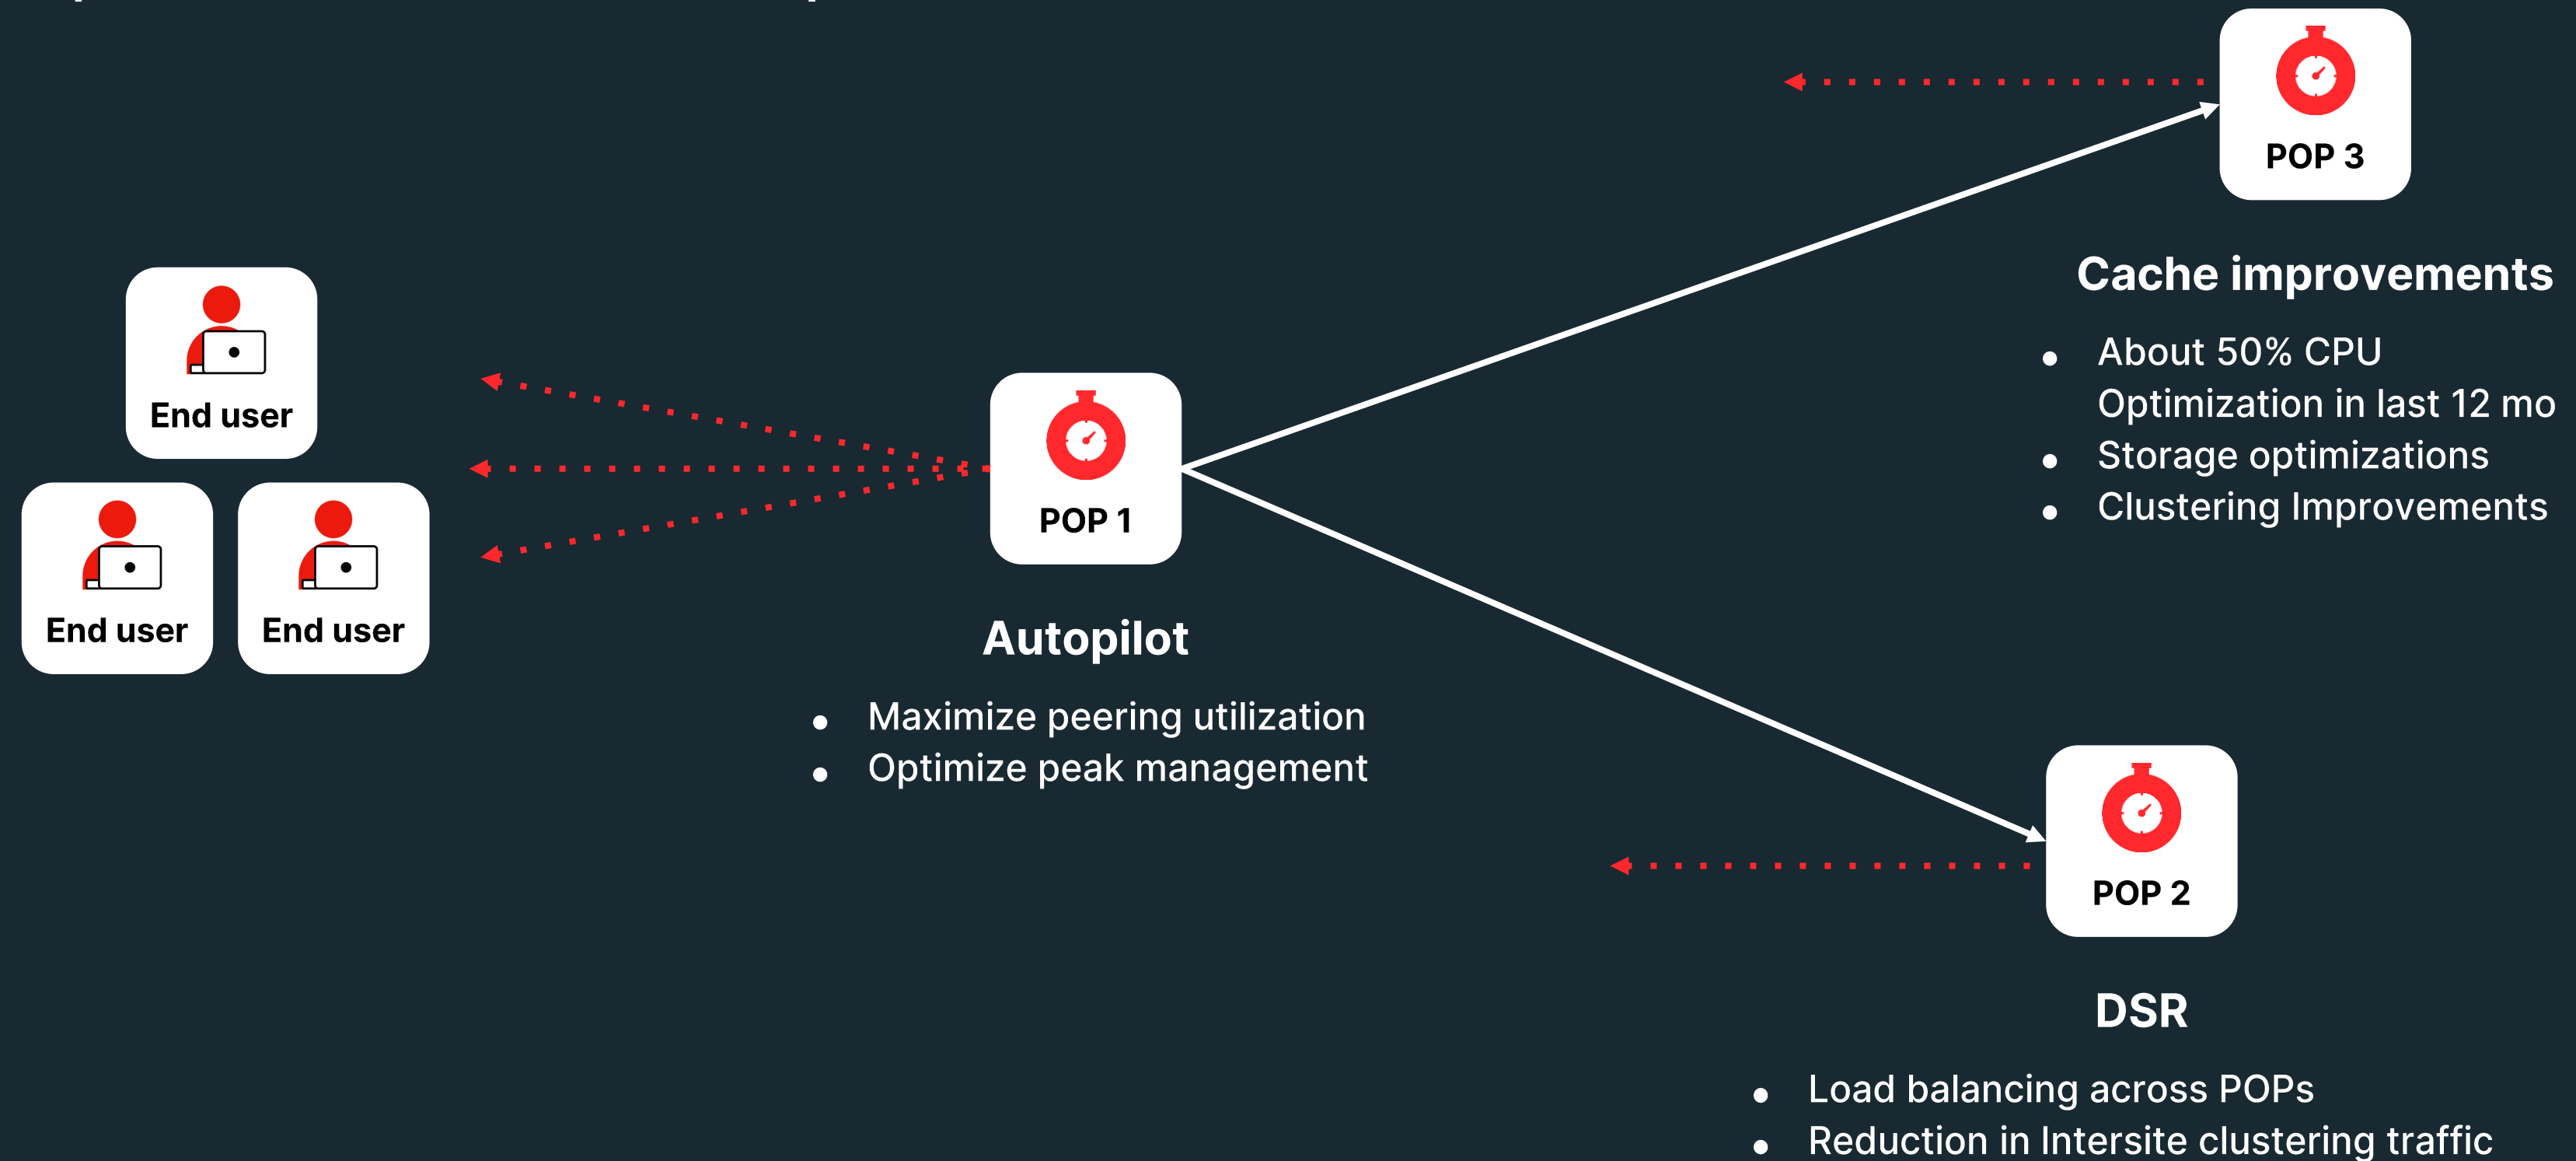 POP 3
Cache improvements
About 50% CPU
Optimization in last 12 mo
Storage optimizations
Clustering Improvements
End user
End user
End user
POP 1
Autopilot
Maximize peering utilization
Optimize peak management
POP 2
DSR
Load balancing across POPs
Reduction in Intersite clustering traffic